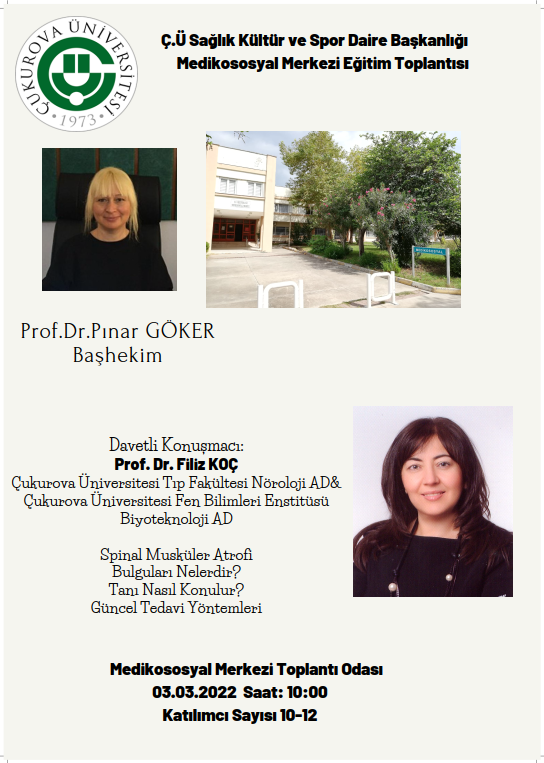 ÇUKUROVA ÜNİVERSİTESİ
• 1973 •
Ç.Ü Sağlık Kültür ve Spor Daire Başkanlığı
Medikososyal Merkezi Eğitim Toplantısı
MEDİKOSOSYAL
Prof.Dr.Pınar GÖKER
Başhekim
Davetli Konuşmacı:
Prof. Dr. Filiz KOÇ
Çukurova Üniversitesi Tıp Fakültesi Nöroloji AD&
Çukurova Üniversitesi Fen Bilimleri Enstitüsü
Biyoteknoloji AD
Spinal Musküler Atrofi
Bulguları Nelerdir?
Tanı Nasıl Konulur?
Güncel Tedavi Yöntemleri
Medikososyal Merkezi Toplantı Odası
03.03.2022 Saat: 10:00
Katılımcı Sayısı 10-12